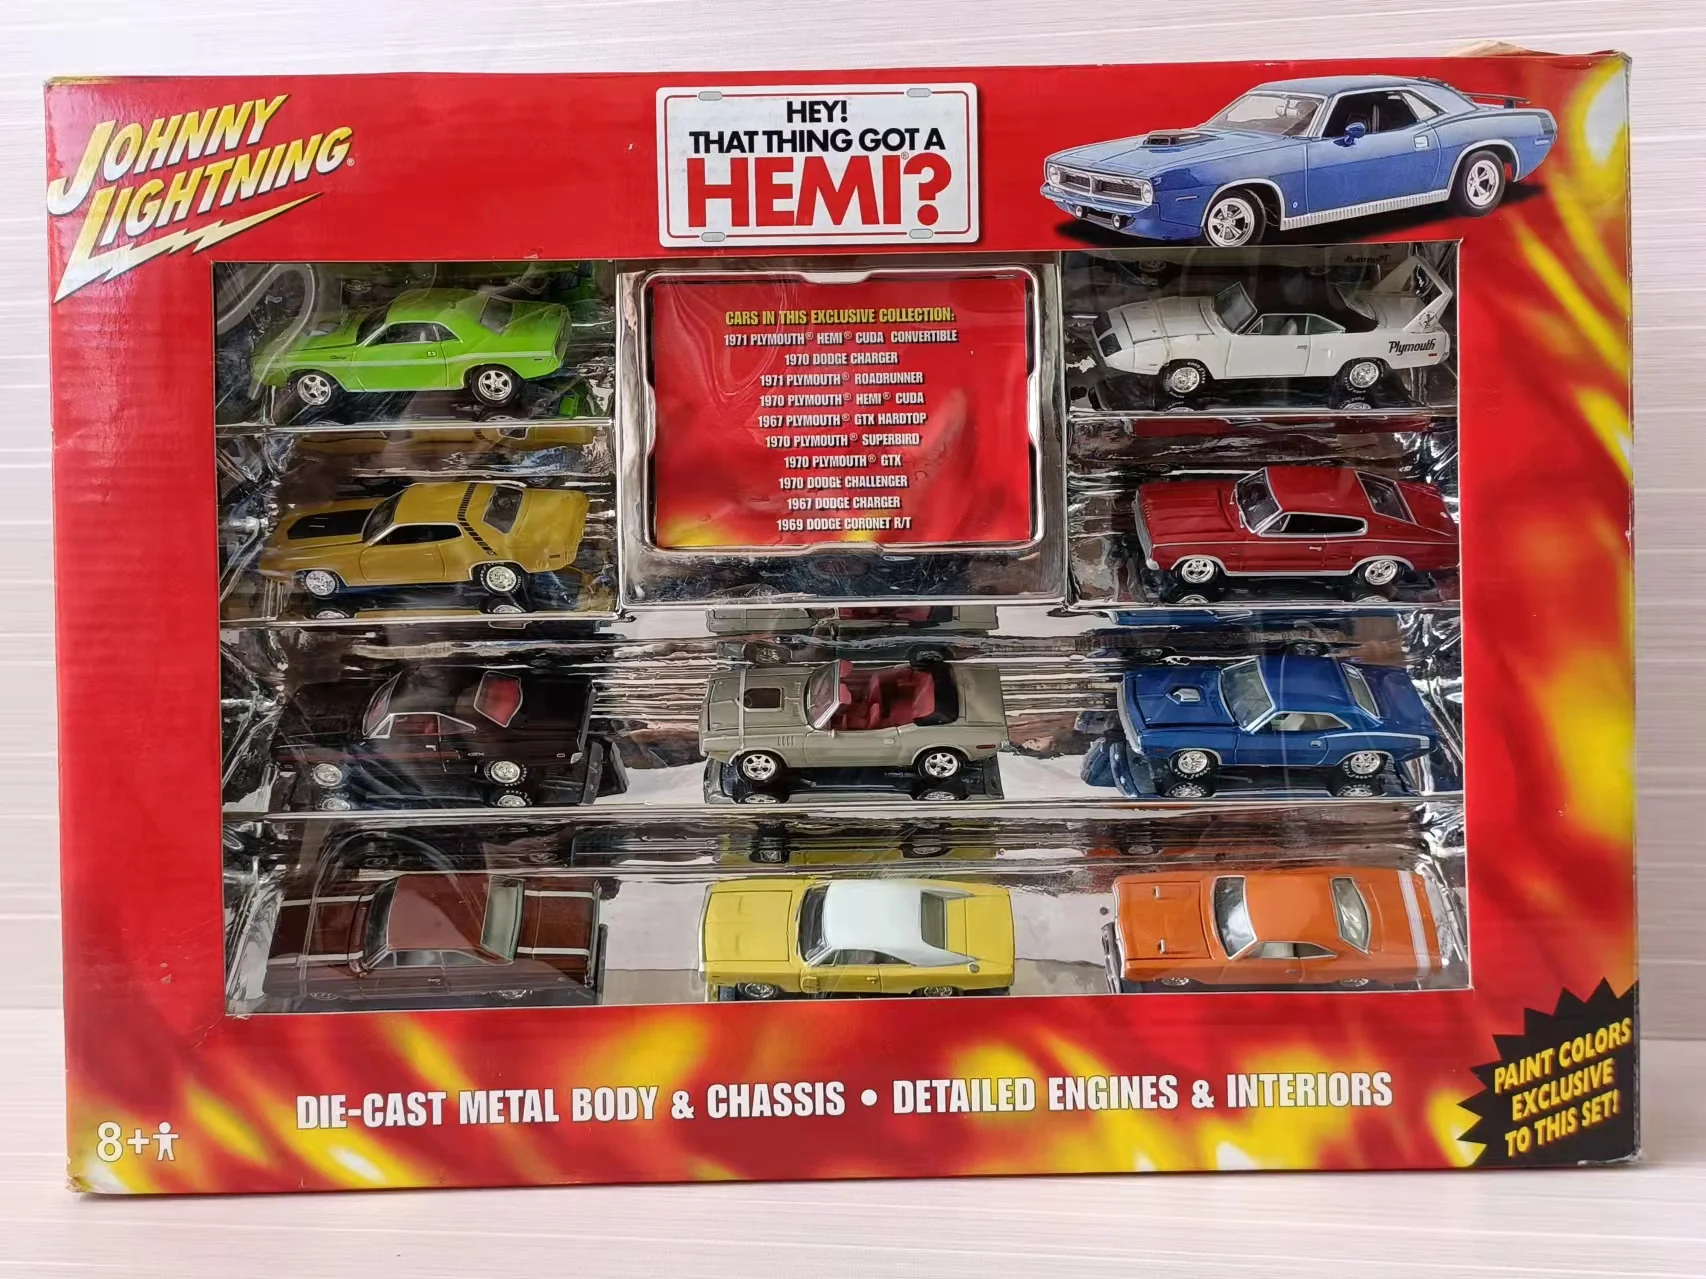 JOHNNY
LIGHTNING®
HEY!
THAT THING GOT A
HEMI®?
CARS IN THIS EXCLUSIVE COLLECTION:
1971 PLYMOUTH® HEMI® CUDA CONVERTIBLE
1970 DODGE CHARGER
1971 PLYMOUTH® ROADRUNNER
1970 PLYMOUTH® HEMI® CUDA
1967 PLYMOUTH® GTX HARDTOP
1970 PLYMOUTH® SUPERBIRD
1970 PLYMOUTH® GTX
1970 DODGE CHALLENGER
1967 DODGE CHARGER
1969 DODGE CORONET R/T
Plymouth
DIE-CAST METAL BODY & CHASSIS • DETAILED ENGINES & INTERIORS
8+
PAINT COLORS
EXCLUSIVE
TO THIS SET!